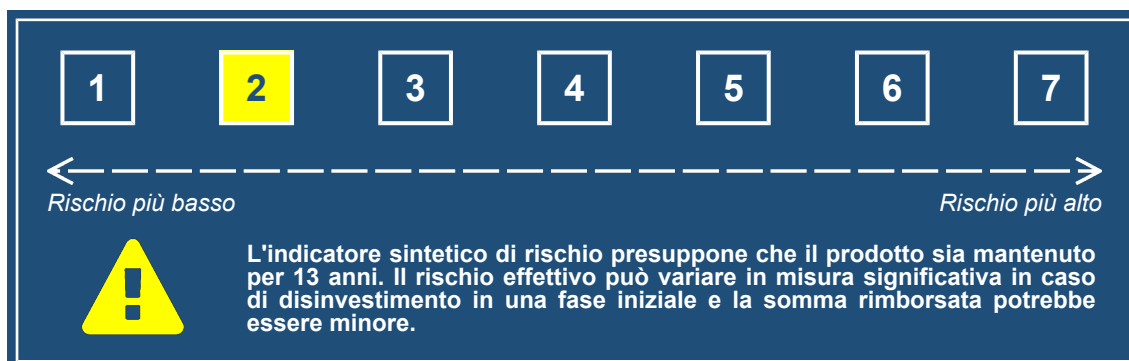 1 2 3 4 5 6 7
Rischio più basso Rischio più alto
L'indicatore sintetico di rischio presuppone che il prodotto sia mantenuto
per 13 anni. Il rischio effettivo può variare in misura significativa in caso
di disinvestimento in una fase iniziale e la somma rimborsata potrebbe
essere minore.